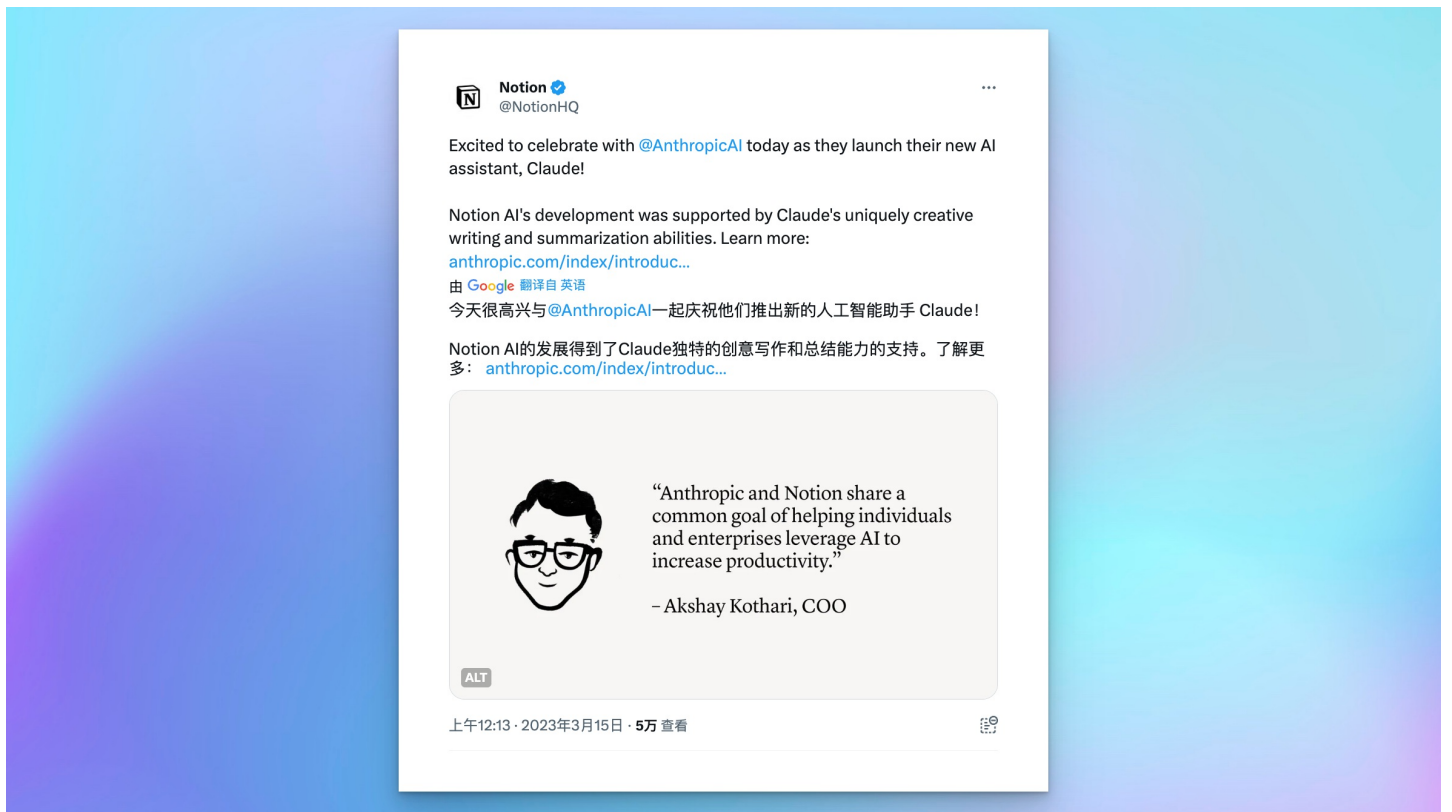 Notion
@NotionHQ
Excited to celebrate with @AnthropicAI today as they launch their new AI
assistant, Claude!
Notion AI's development was supported by Claude's uniquely creative
writing and summarization abilities. Learn more:
anthropic.com/index/introduc...
由 Google 翻译自 英语
今天很高兴与@AnthropicAI一起庆祝他们推出新的人工智能助手 Claude！
Notion AI的发展得到了Claude独特的创意写作和总结能力的支持。了解更
多： anthropic.com/index/introduc...
“Anthropic and Notion share a
common goal of helping individuals
and enterprises leverage AI to
increase productivity.”
– Akshay Kothari, COO
ALT
上午12:13 · 2023年3月15日 · 5万 查看